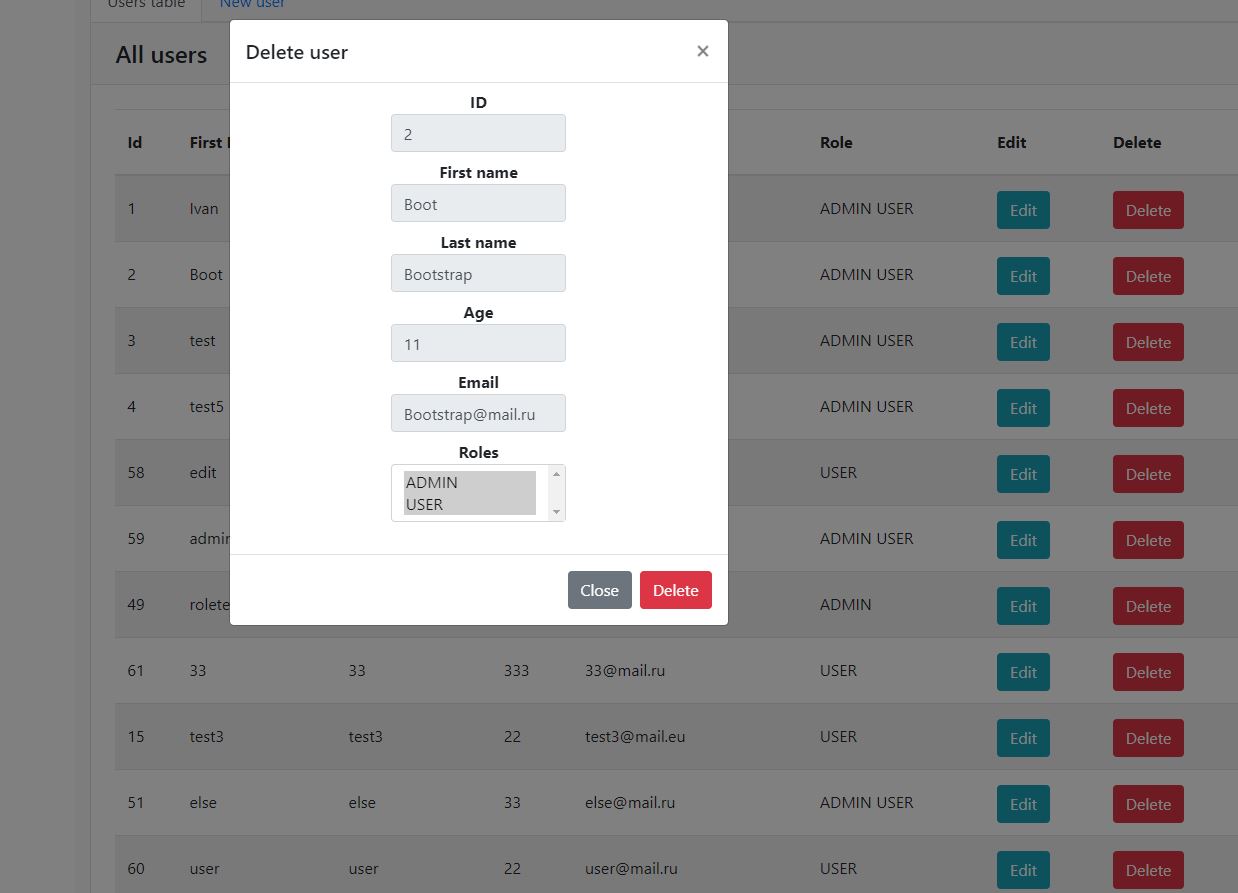 Users table New user
All users
Delete user ×
ID
2
First name
Boot
Last name
Bootstrap
Age
11
Email
Bootstrap@mail.ru
Roles
ADMIN
USER
Close Delete
Id First Role Edit Delete
1 Ivan ADMIN USER Edit Delete
2 Boot ADMIN USER Edit Delete
3 test ADMIN USER Edit Delete
4 test5 ADMIN USER Edit Delete
58 edit USER Edit Delete
59 admin ADMIN USER Edit Delete
49 rolete ADMIN Edit Delete
61 33 33 333 33@mail.ru USER Edit Delete
15 test3 test3 22 test3@mail.eu USER Edit Delete
51 else else 33 else@mail.ru ADMIN USER Edit Delete
60 user user 22 user@mail.ru USER Edit Delete